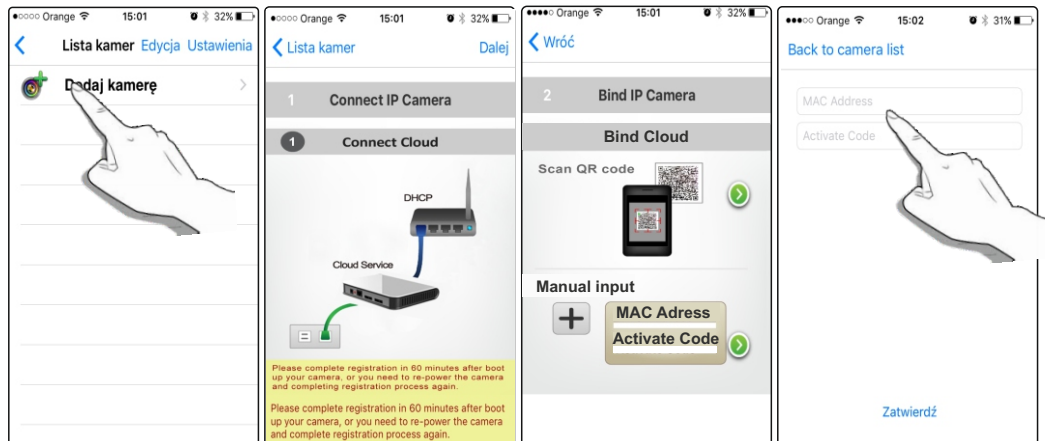 Orange 15:01 32%
Lista kamer Edycja Ustawienia
Dodaj kamerę
Orange 15:01 32%
Lista kamer Dalej
1 Connect IP Camera
1 Connect Cloud
DHCP
Cloud Service
Please complete registration in 60 minutes after boot
up your camera, or you need to re-power the camera
and completing registration process again.
Please complete registration in 60 minutes after boot
up your camera, or you need to re-power the camera
and complete registration process again.
Orange 15:01 32%
Wróć
2 Bind IP Camera
Bind Cloud
Scan QR code
Manual input
MAC Adress
Activate Code
Orange 15:02 31%
Back to camera list
MAC Address
Activate Code
Zatwierdź